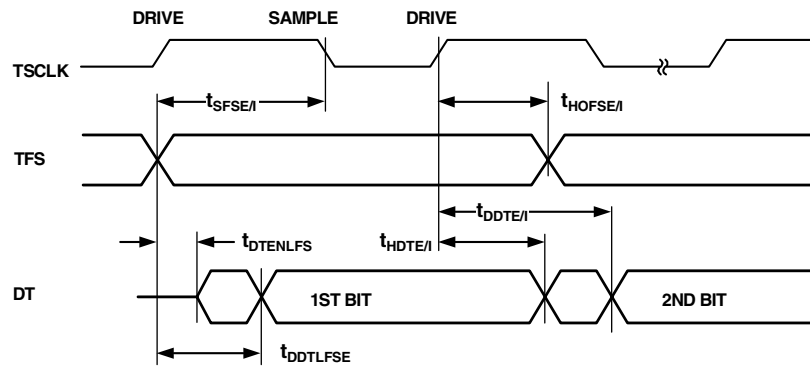 DRIVE SAMPLE DRIVE
TSCLK
tSFSE/I tHOFSE/I
TFS
tDDTE/I
tDTENLFS tHDTE/I
DT 1ST BIT 2ND BIT
tDDTLFSE